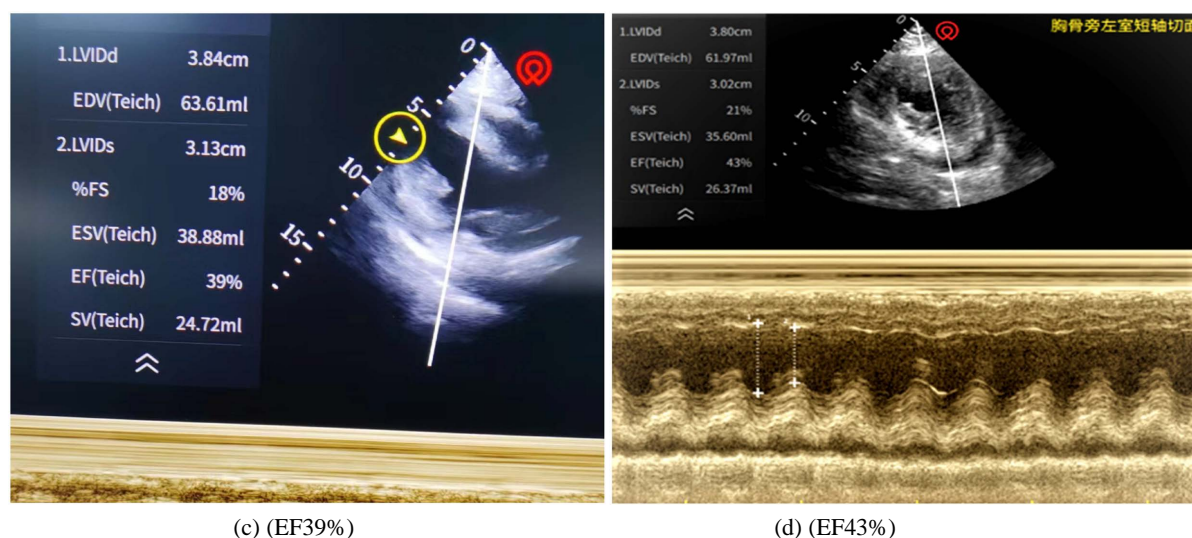 1.LVIDd 3.84cm
EDV(Teich) 63.61ml
2.LVIDs 3.13cm
%FS 18%
ESV(Teich) 38.88ml
EF(Teich) 39%
SV(Teich) 24.72ml
0
5
10
15
(c) (EF39%)
1.LVIDd 3.80cm
EDV(Teich) 61.97ml
2.LVIDs 3.02cm
%FS 21%
ESV(Teich) 35.60ml
EF(Teich) 43%
SV(Teich) 26.37ml
0
5
10
胸骨旁左室短轴切面
1
2
(d) (EF43%)